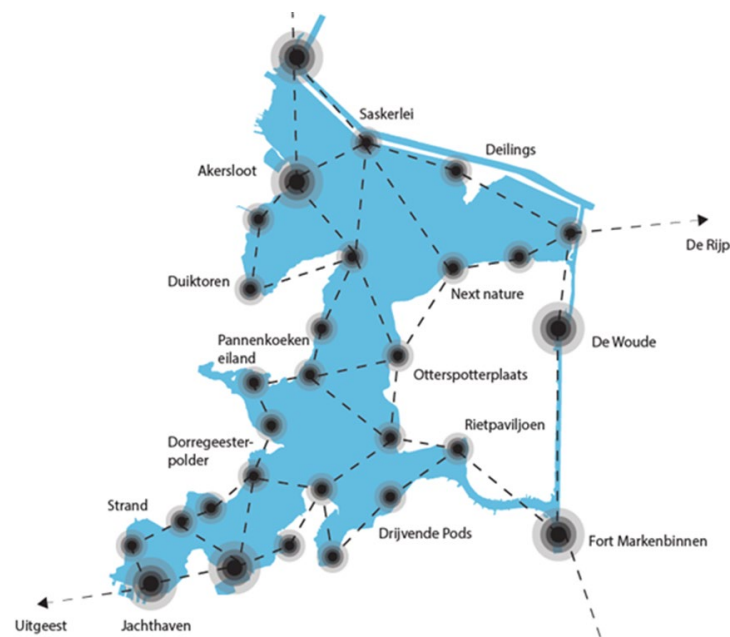 Saskerlei
Deilings
Akersloot
De Rijp
Duiktoren
Next nature
Pannenkoeken
eiland
De Woude
Otterspotterplaats
Rietpaviljoen
Dorregeester-
polder
Strand
Drijvende Pods
Fort Markenbinnen
Uitgeest
Jachthaven